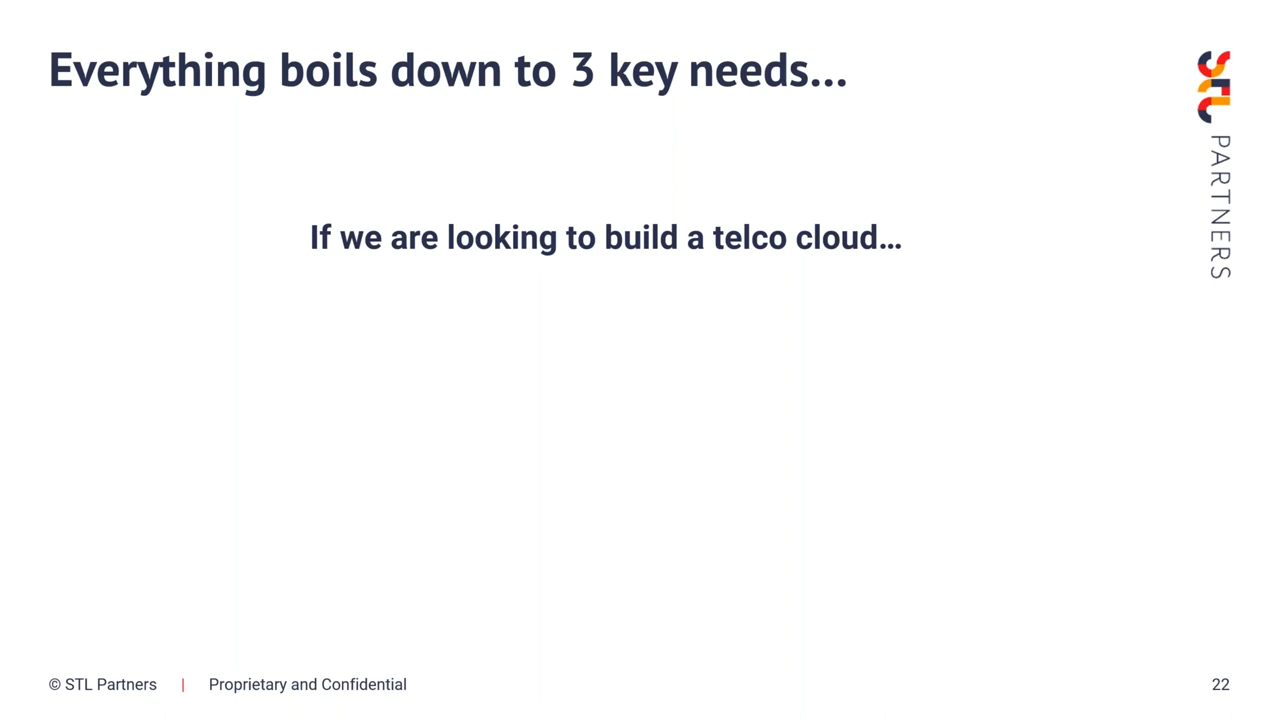 Everything boils down to 3 key needs...
STL PARTNERS
If we are looking to build a telco cloud...
© STL Partners | Proprietary and Confidential
22